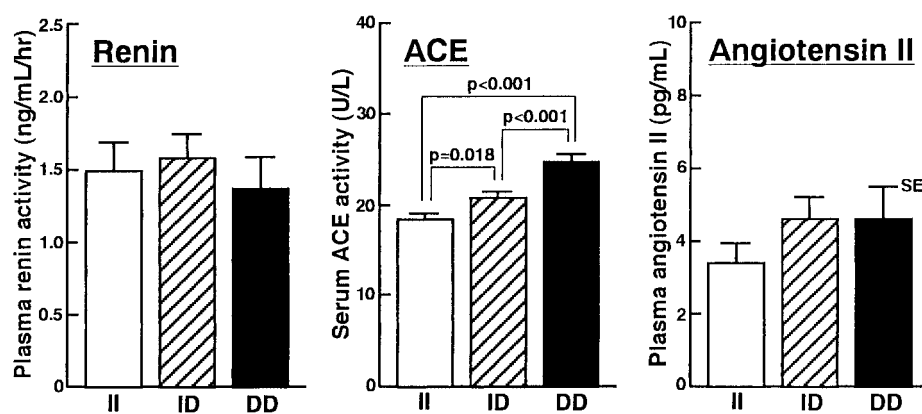 Renin
Plasma renin activity (ng/mL/hr)
2.5
2.0
1.5
1.0
0.5
0
II ID DD
ACE
Serum ACE activity (U/L)
40
30
20
10
0
p<0.001
p<0.001
p=0.018
II ID DD
Angiotensin II
Plasma angiotensin II (pg/mL)
10
8
6
4
2
0
SE
II ID DD